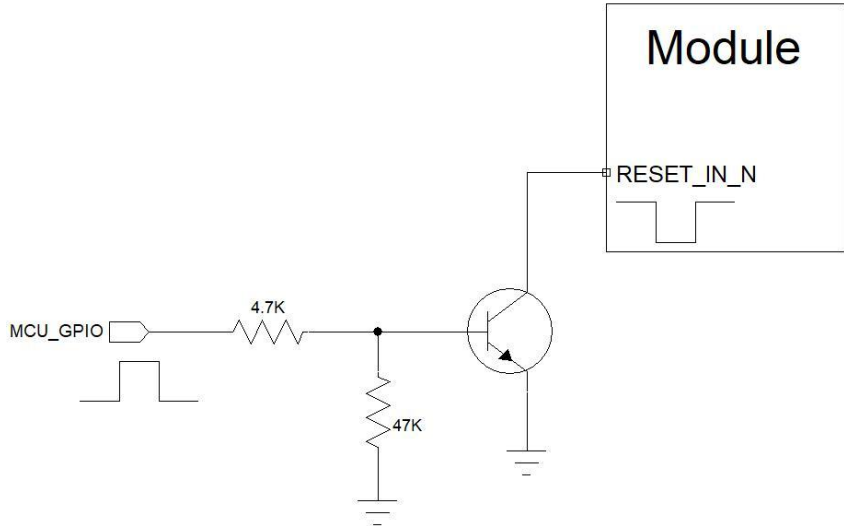 Module
RESET_IN_N
4.7K
MCU_GPIO
47K